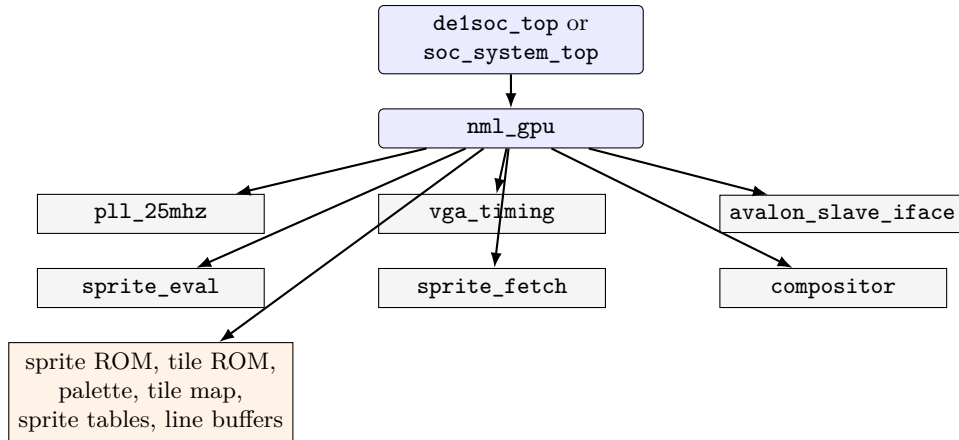 de1soc_top or
soc_system_top
nml_gpu
pll_25mhz
vga_timing
avalon_slave_iface
sprite_eval
sprite_fetch
compositor
sprite ROM, tile ROM,
palette, tile map,
sprite tables, line buffers